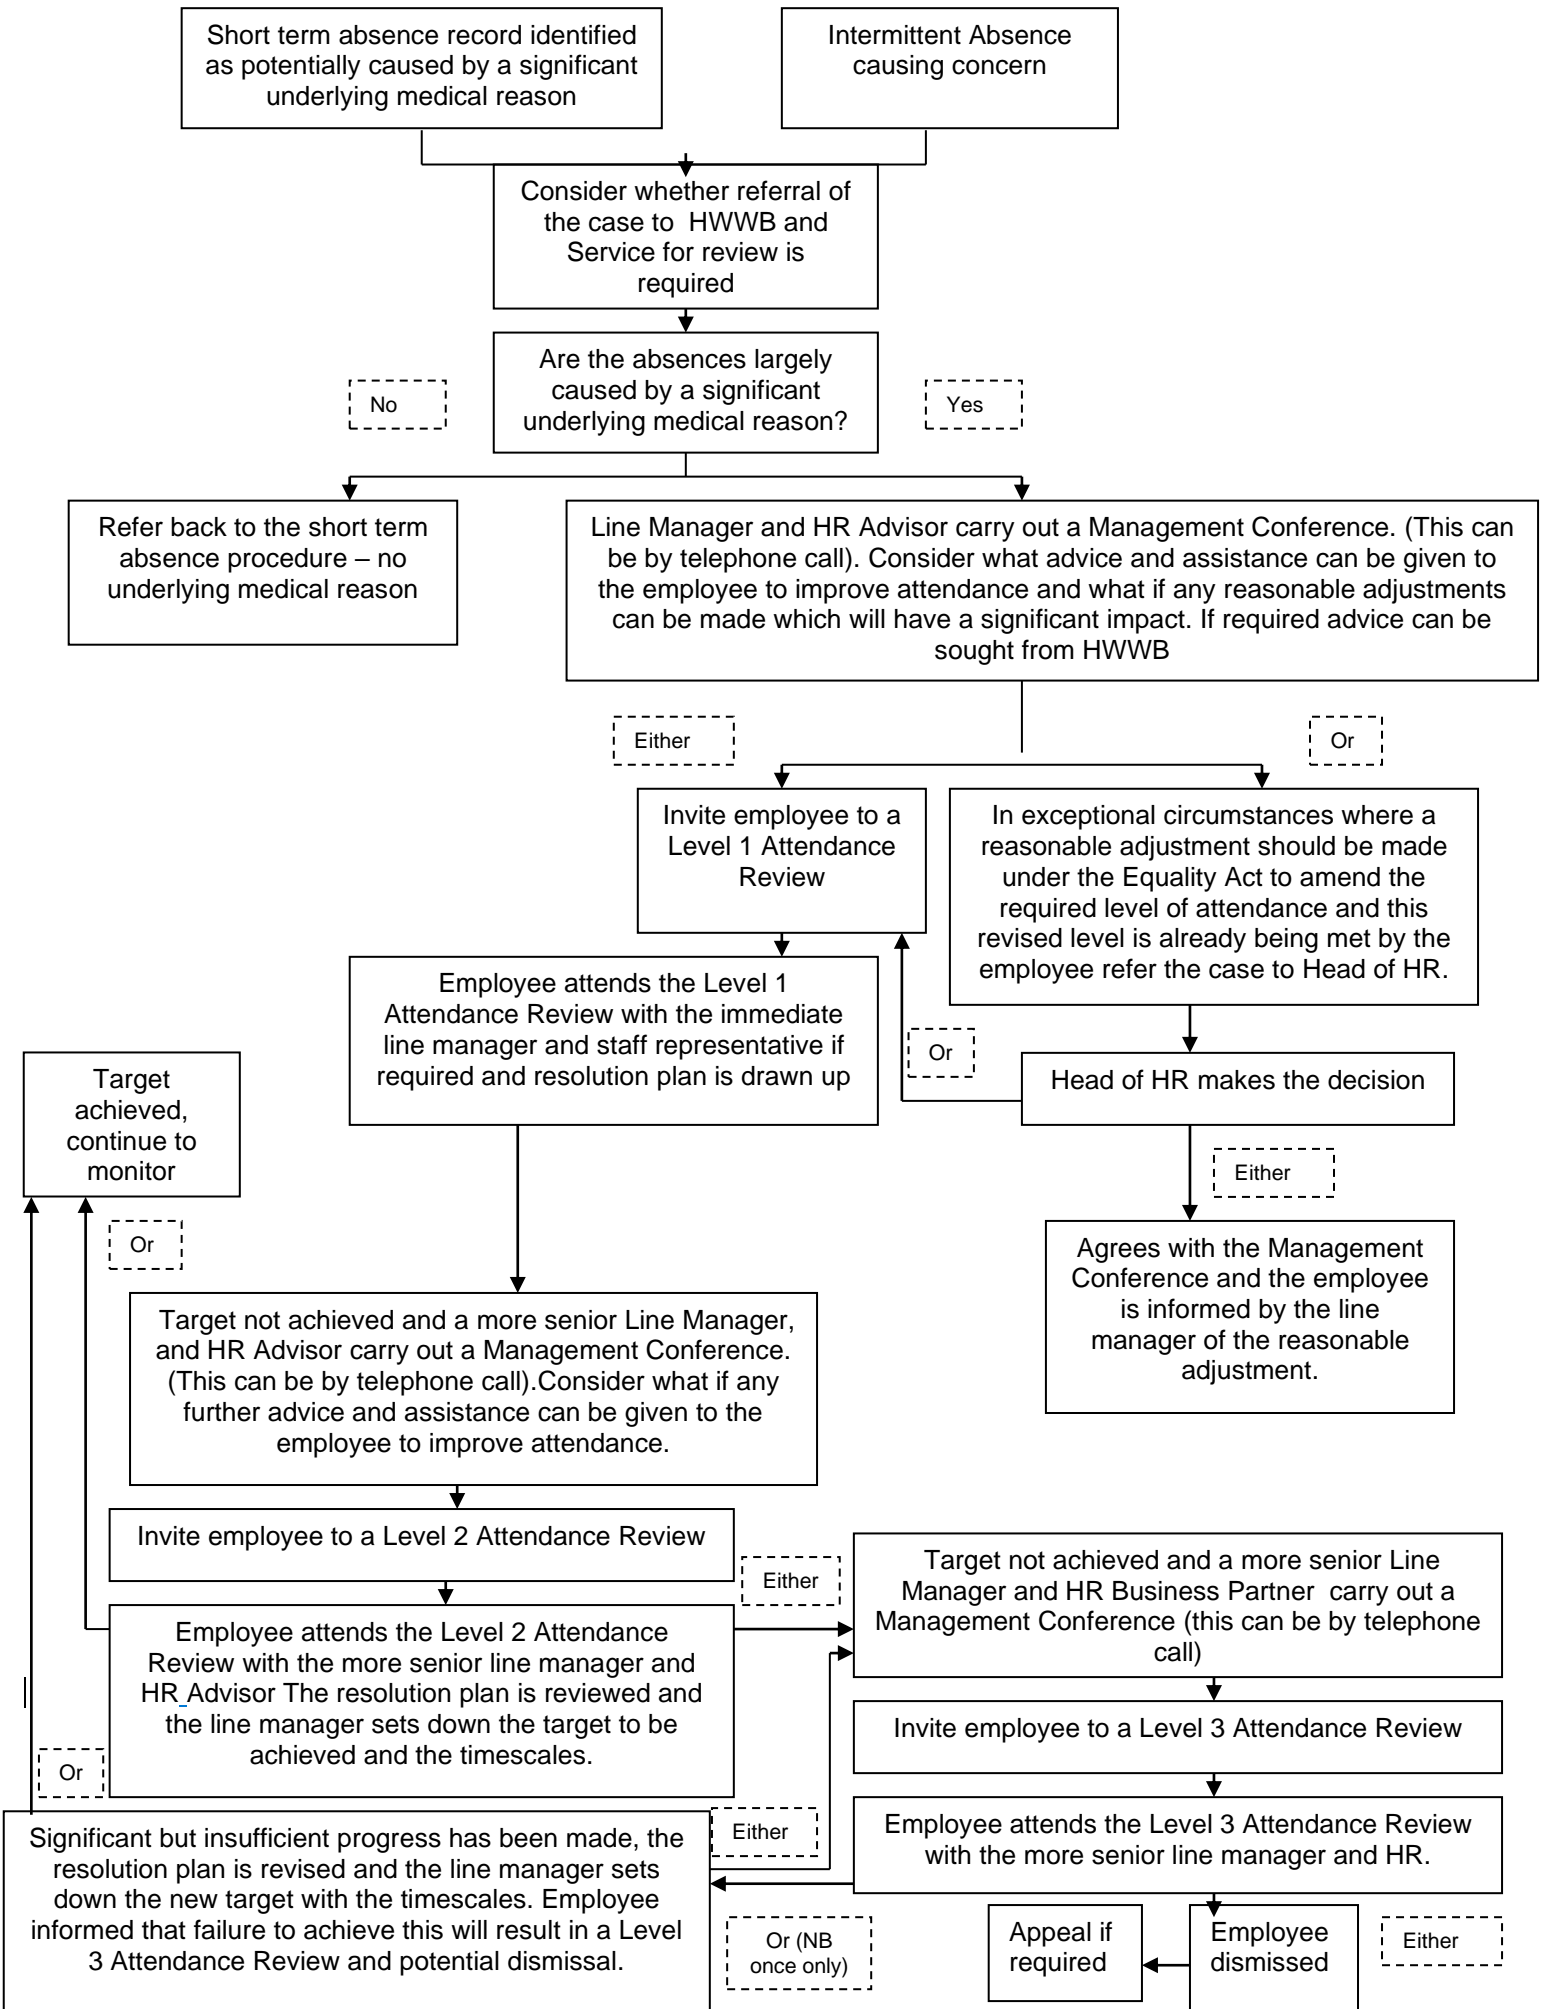 Short term absence record identified
as potentially caused by a significant
underlying medical reason
Intermittent Absence
causing concern
Consider whether referral of
the case to  HWWB and
Service for review is
required
Are the absences largely
caused by a significant
underlying medical reason?
No
Yes
Refer back to the short term
absence procedure – no
underlying medical reason
Line Manager and HR Advisor carry out a Management Conference. (This can
be by telephone call). Consider what advice and assistance can be given to
the employee to improve attendance and what if any reasonable adjustments
can be made which will have a significant impact. If required advice can be
sought from HWWB
Either
Or
Invite employee to a
Level 1 Attendance
Review
In exceptional circumstances where a
reasonable adjustment should be made
under the Equality Act to amend the
required level of attendance and this
revised level is already being met by the
employee refer the case to Head of HR.
Employee attends the Level 1
Attendance Review with the immediate
line manager and staff representative if
required and resolution plan is drawn up
Or
Head of HR makes the decision
Target
achieved,
continue to
monitor
Either
Or
Agrees with the Management
Conference and the employee
is informed by the line
manager of the reasonable
adjustment.
Target not achieved and a more senior Line Manager,
and HR Advisor carry out a Management Conference.
(This can be by telephone call).Consider what if any
further advice and assistance can be given to the
employee to improve attendance.
Invite employee to a Level 2 Attendance Review
Either
Target not achieved and a more senior Line
Manager and HR Business Partner  carry out a
Management Conference (this can be by telephone
call)
Employee attends the Level 2 Attendance
Review with the more senior line manager and
HR Advisor The resolution plan is reviewed and
the line manager sets down the target to be
achieved and the timescales.
Invite employee to a Level 3 Attendance Review
Or
Employee attends the Level 3 Attendance Review
with the more senior line manager and HR.
Either
Significant but insufficient progress has been made, the
resolution plan is revised and the line manager sets
down the new target with the timescales. Employee
informed that failure to achieve this will result in a Level
3 Attendance Review and potential dismissal.
Or (NB
once only)
Appeal if
required
Employee
dismissed
Either